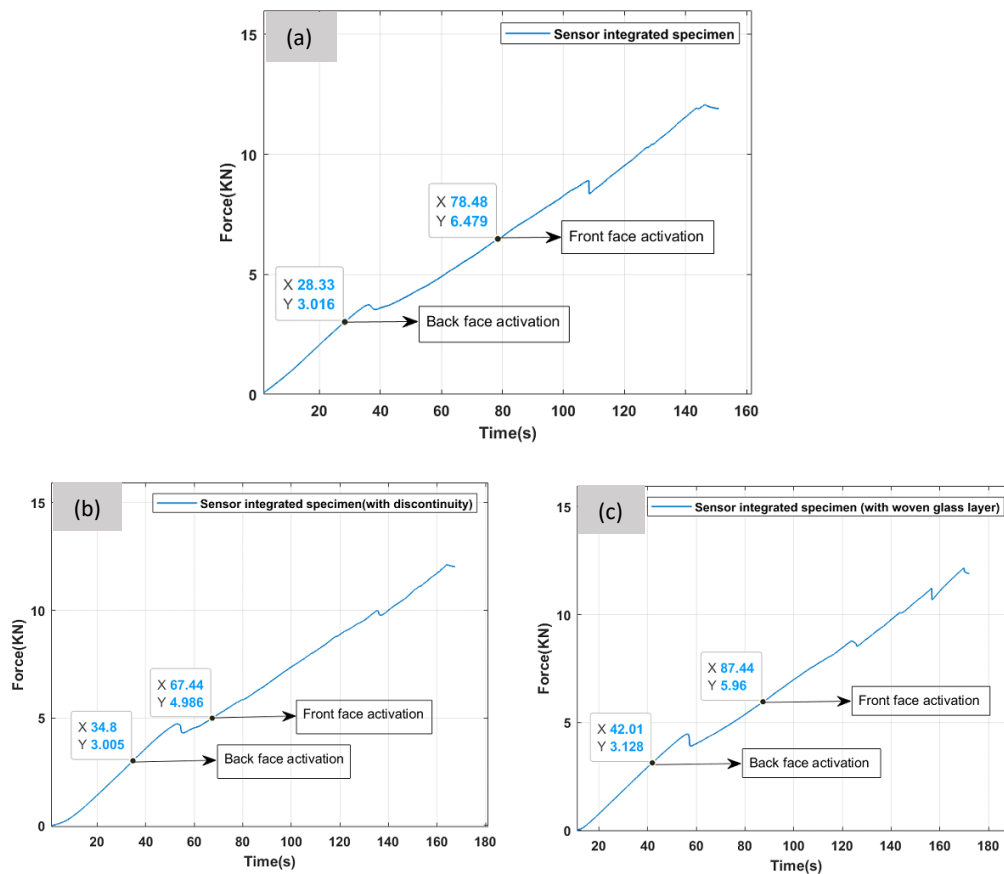 (a)
Sensor integrated specimen
15
10
5
0
Force(KN)
X 78.48
Y 6.479
Front face activation
X 28.33
Y 3.016
Back face activation
20 40 60 80 100 120 140 160
Time(s)
(b)
Sensor integrated specimen(with discontinuity)
15
10
5
0
Force(KN)
X 67.44
Y 4.986
Front face activation
X 34.8
Y 3.005
Back face activation
20 40 60 80 100 120 140 160 180
Time(s)
(c)
Sensor integrated specimen (with woven glass layer)
15
10
5
0
Force(KN)
X 87.44
Y 5.96
Front face activation
X 42.01
Y 3.128
Back face activation
20 40 60 80 100 120 140 160 180
Time(s)